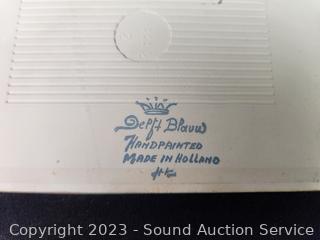 Delft Blauw
HANDPAINTED
MADE IN HOLLAND
Copyright 2023 - Sound Auction Service